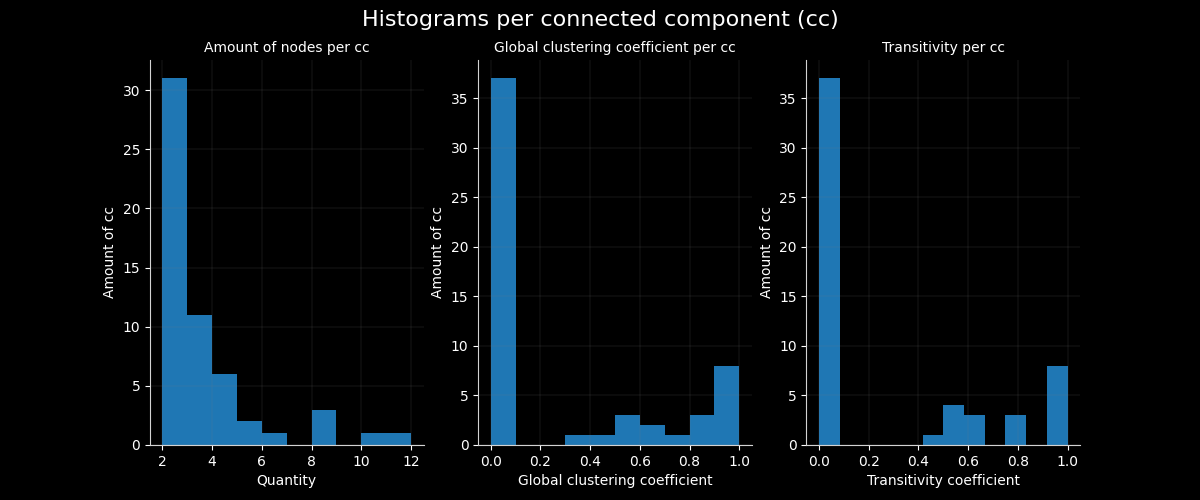 Histograms per connected component (cc)
Amount of nodes per cc
Amount of cc
30
25
20
15
10
5
0
2 4 6 8 10 12
Quantity
Global clustering coefficient per cc
Amount of cc
35
30
25
20
15
10
5
0
0.0 0.2 0.4 0.6 0.8 1.0
Global clustering coefficient
Transitivity per cc
Amount of cc
35
30
25
20
15
10
5
0
0.0 0.2 0.4 0.6 0.8 1.0
Transitivity coefficient